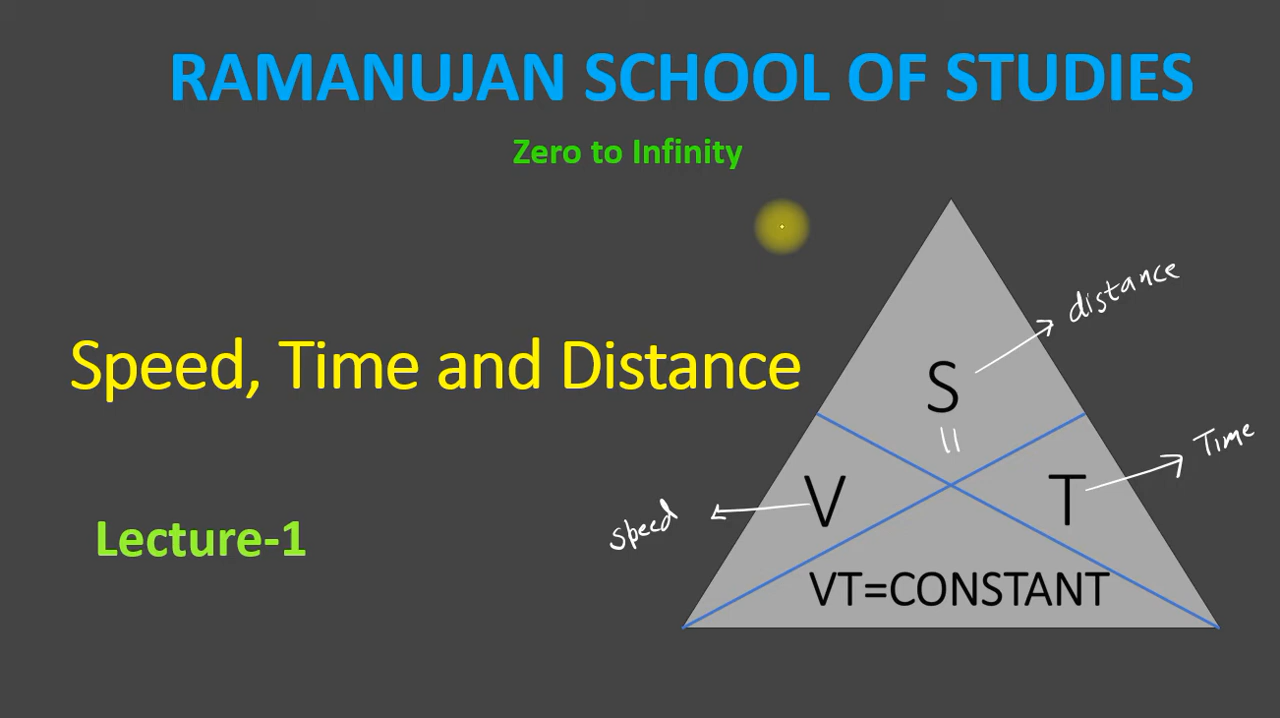 RAMANUJAN SCHOOL OF STUDIES
Zero to Infinity
distance
Speed, Time and Distance
S
=
Time
V
T
speed
Lecture-1
VT=CONSTANT